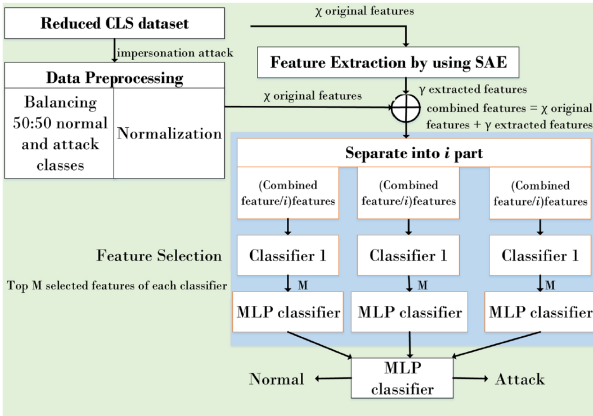 Reduced CLS dataset
χ original features
impersonation attack
Feature Extraction by using SAE
Data Preprocessing
Balancing
50:50 normal
and attack
classes
Normalization
χ original features
γ extracted features
combined features = χ original
features + γ extracted features
Separate into i part
(Combined
feature/i)features
(Combined
feature/i)features
(Combined
feature/i)features
Feature Selection
Classifier 1
Classifier 1
Classifier 1
Top M selected features of each classifier
M
M
M
MLP classifier
MLP classifier
MLP classifier
Normal
MLP
classifier
Attack